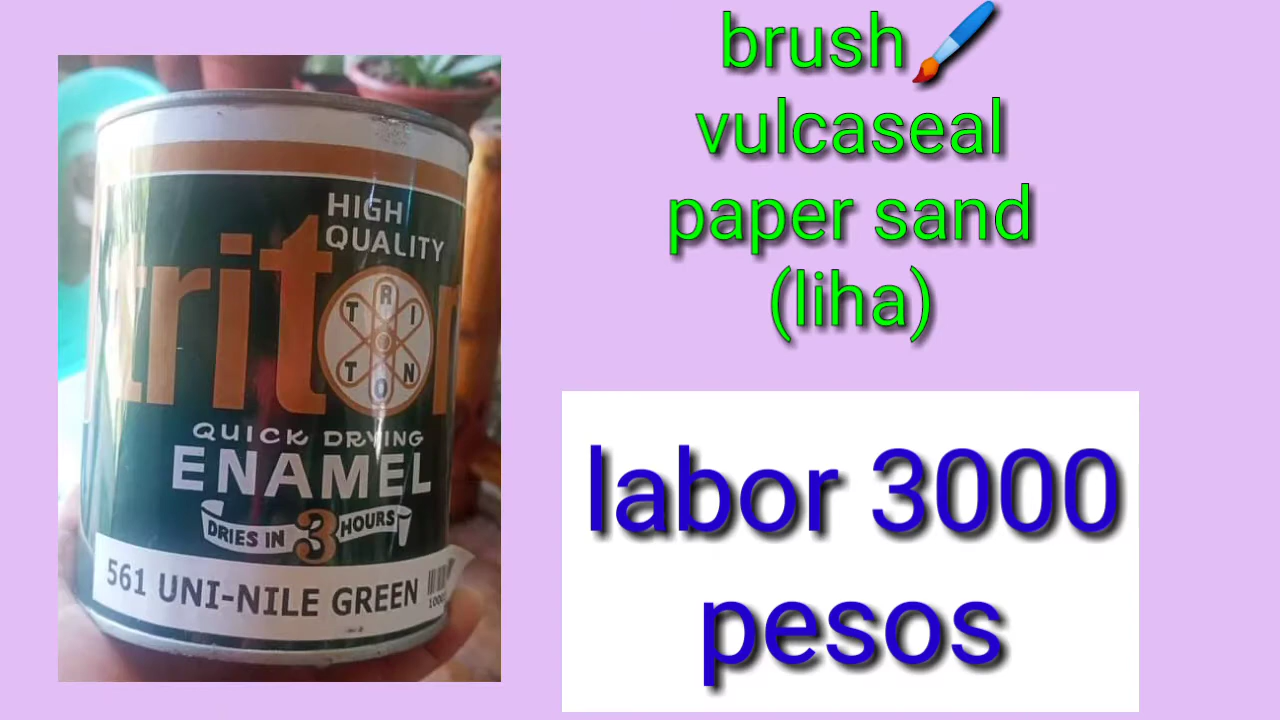 HIGH
QUALITY
triton
TRITON
QUICK DRYING
ENAMEL
DRIES IN 3 HOURS
561 UNI-NILE GREEN
brush
vulcaseal
paper sand
(liha)
labor 3000
pesos